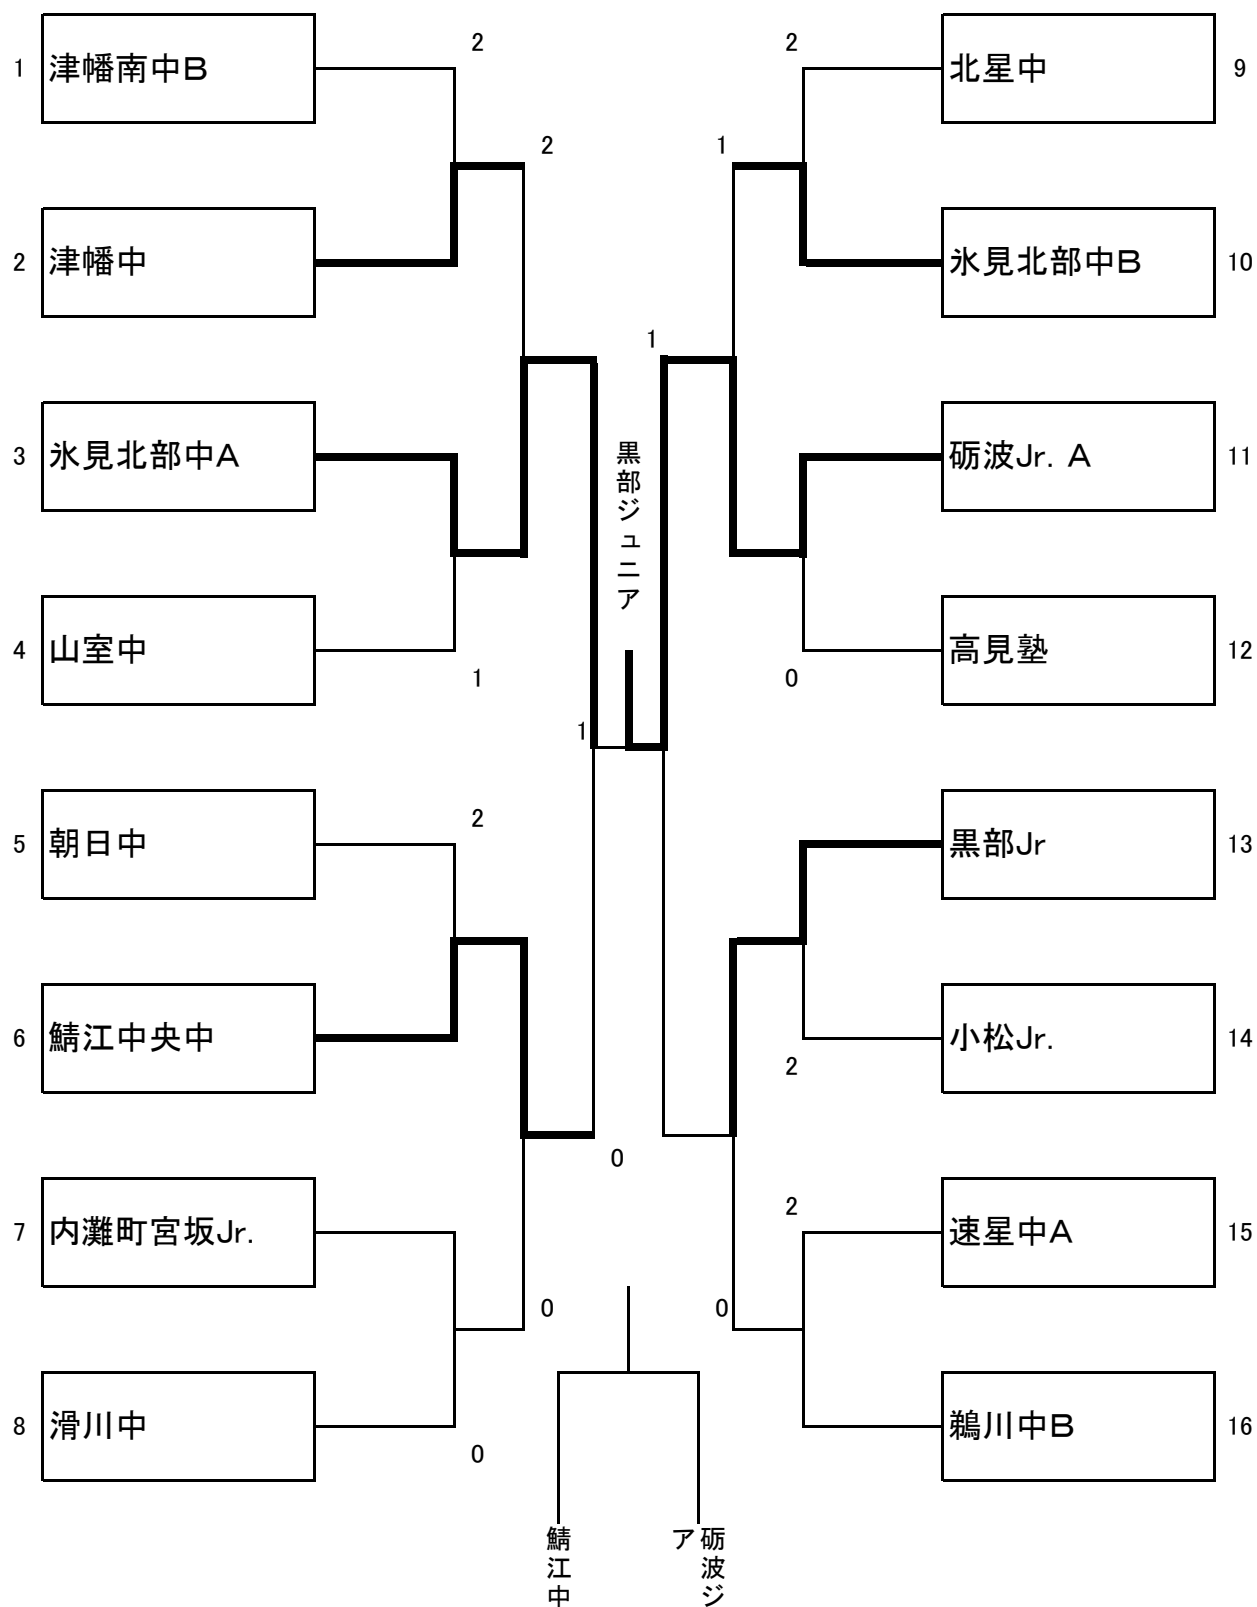 1 津幡南中B
2
2
2 津幡中
3 氷見北部中A
4 山室中
1
1
5 朝日中
2
6 鯖江中央中
7 内灘町宮坂Jr.
0
0
8 滑川中
0
黒部ジュニア
鯖江中
砺波ジ
ア
2
北星中 9
1
氷見北部中B 10
1
砺波Jr. A 11
高見塾 12
0
黒部Jr 13
小松Jr. 14
2
2
速星中A 15
0
鵜川中B 16